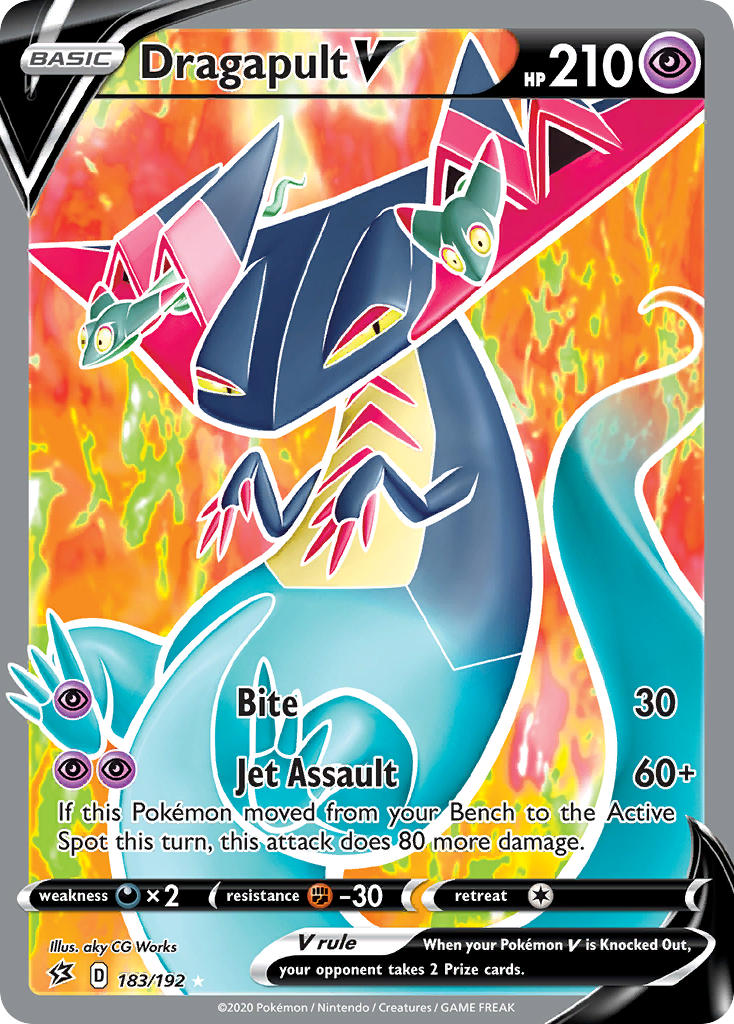 BASIC
Dragapult V
HP 210
Bite 30
Jet Assault 60+
If this Pokémon moved from your Bench to the Active
Spot this turn, this attack does 80 more damage.
weakness ×2 resistance -30 retreat
Illus. aky CG Works
V rule
When your Pokémon V is Knocked Out,
your opponent takes 2 Prize cards.
D 183/192
©2020 Pokémon / Nintendo / Creatures / GAME FREAK